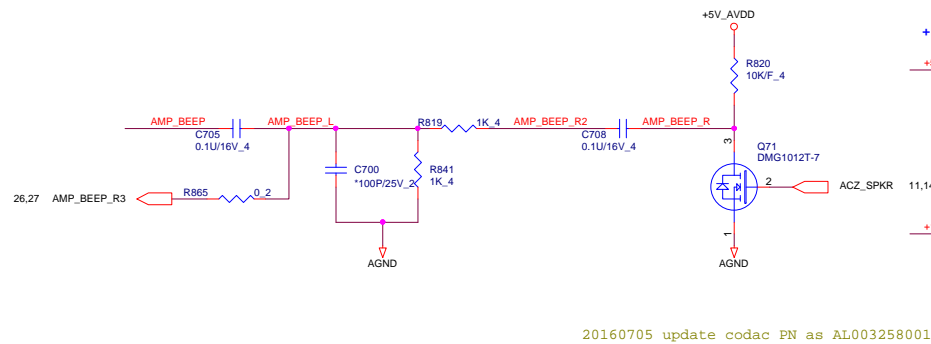 +5V_AVDD
+
R820
10K/F_4
AMP_BEEP
AMP_BEEP_L
R819
1K_4
AMP_BEEP_R2
C708
0.1U/16V_4
AMP_BEEP_R
C705
0.1U/16V_4
3
Q71
DMG1012T-7
C700
*100P/25V_2
R841
1K_4
2
ACZ_SPKR
11,14
26,27
AMP_BEEP_R3
R865
0_2
1
+
AGND
AGND
20160705 update codac PN as AL003258001